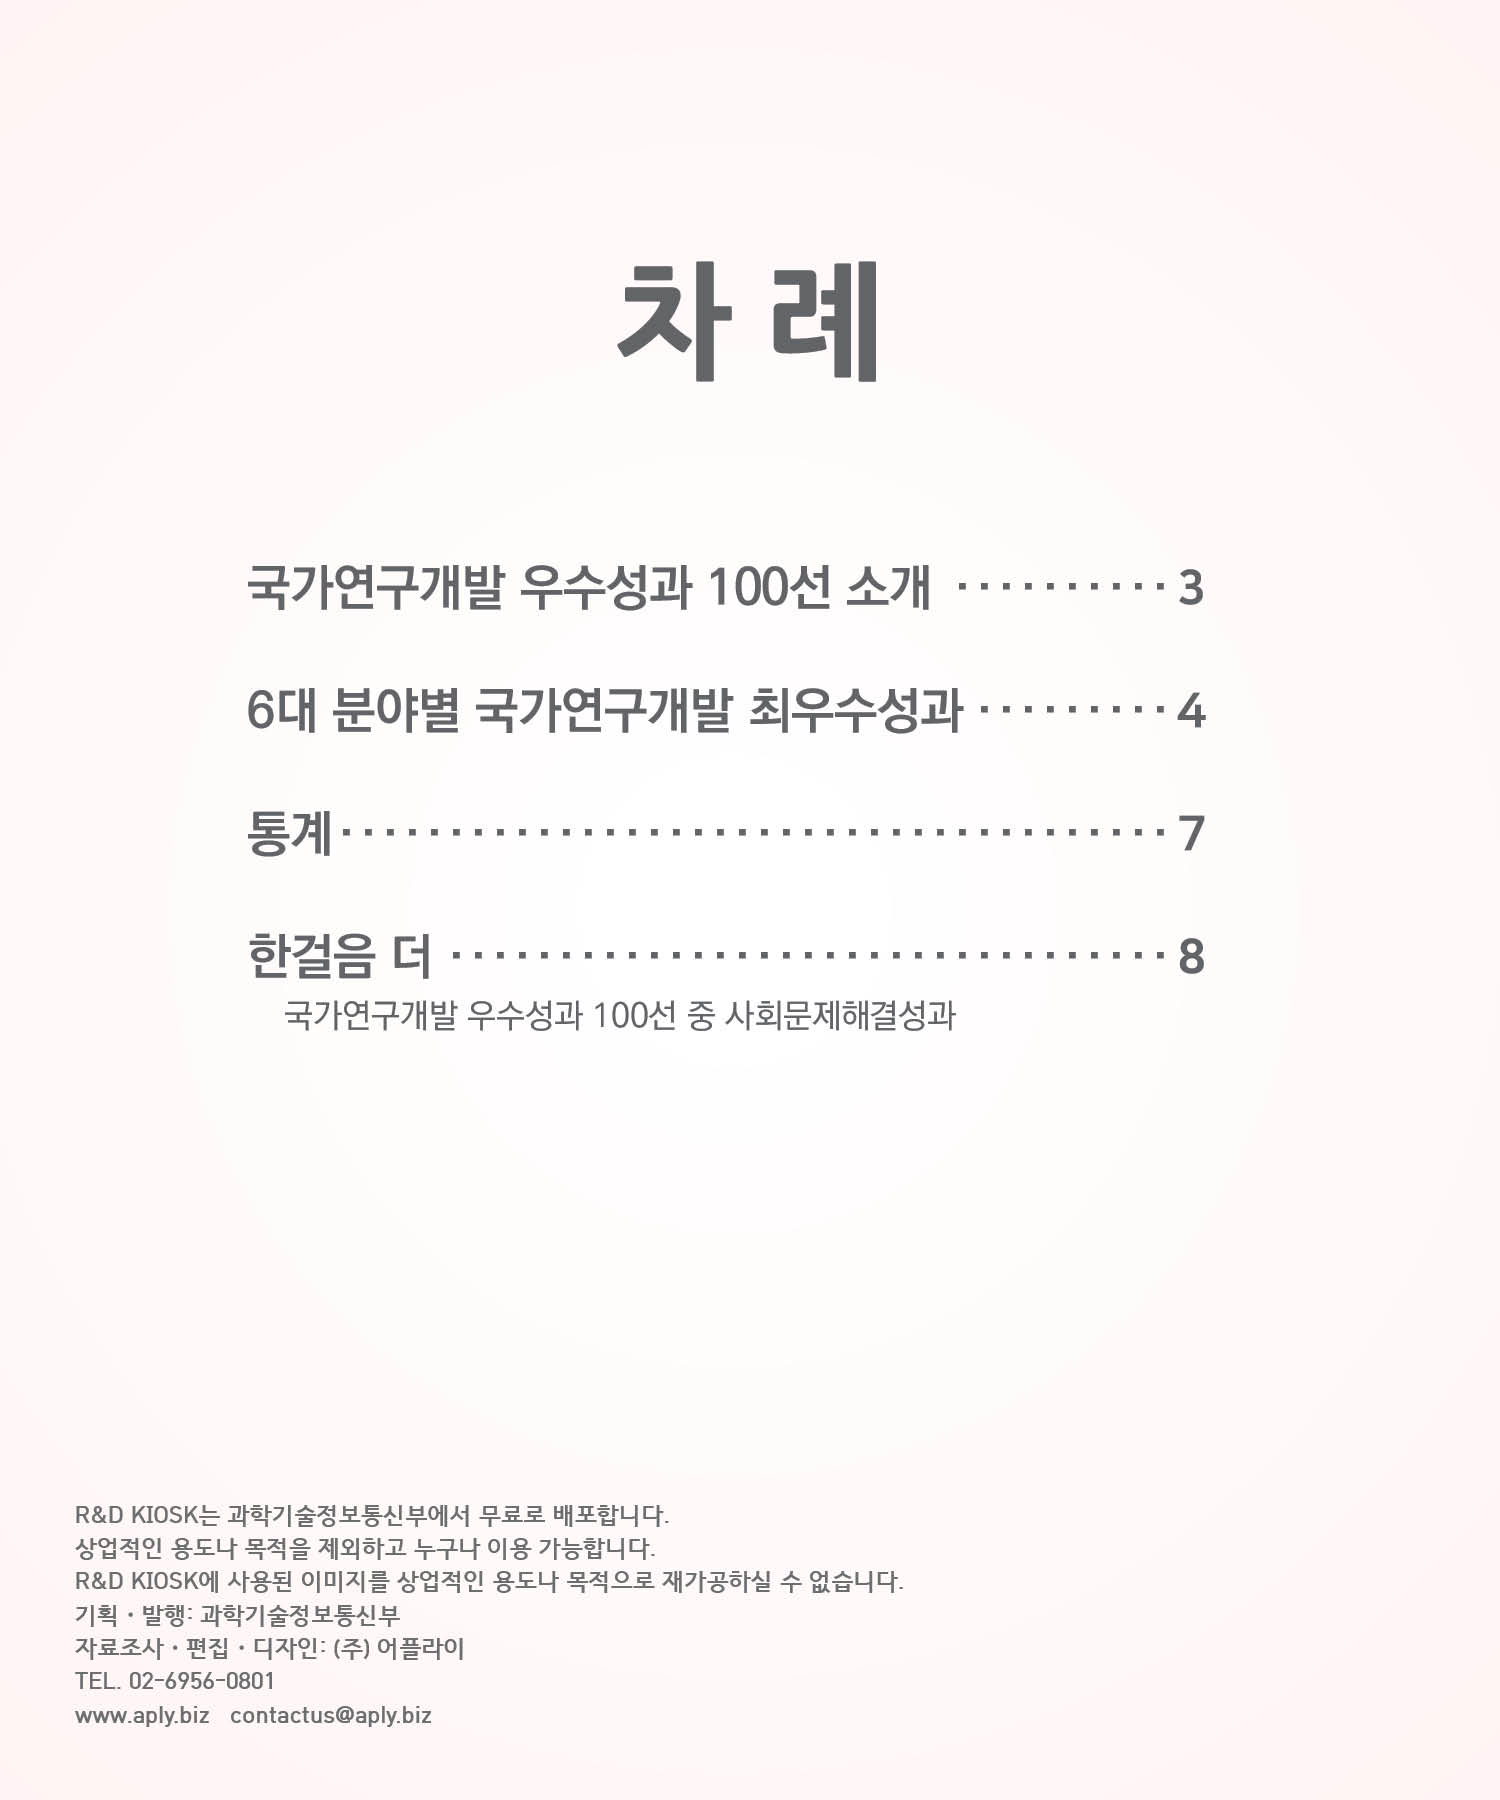 차 례
국가연구개발 우수성과 100선 소개 ·········· 3
6대 분야별 국가연구개발 최우수성과 ········· 4
통계 ······································ 7
한걸음 더 ································· 8
국가연구개발 우수성과 100선 중 사회문제해결성과
R&D KIOSK는 과학기술정보통신부에서 무료로 배포합니다.
상업적인 용도나 목적을 제외하고 누구나 이용 가능합니다.
R&D KIOSK에 사용된 이미지를 상업적인 용도나 목적으로 재가공하실 수 없습니다.
기획·발행: 과학기술정보통신부
자료조사·편집·디자인: (주) 어플라이
TEL. 02-6956-0801
www.aply.biz contactus@aply.biz